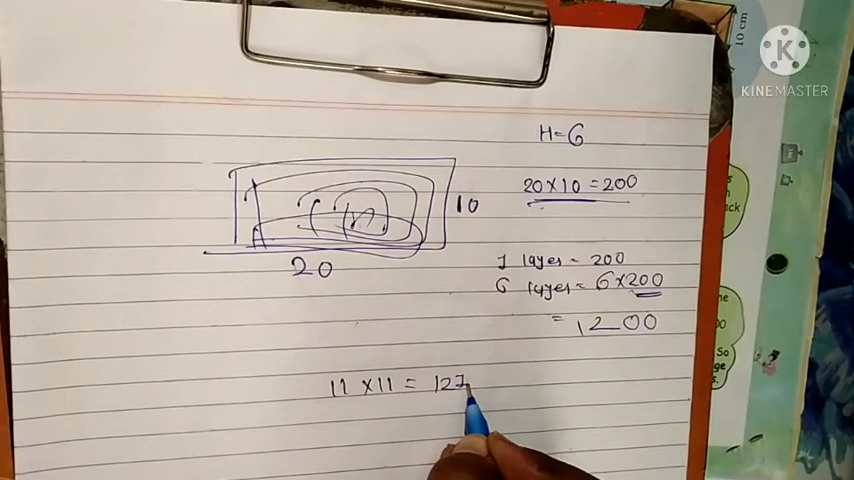 10 cm
KINEMASTER
H=6
20×10 =200
10
20
1 layer = 200
6 layer = 6×200
= 1200
11 ×11 = 121